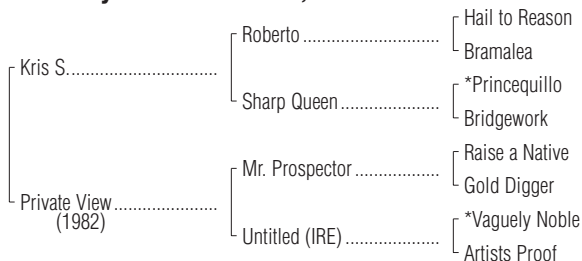 Hail to Reason
Roberto ........................................
Bramalea
Kris S. ....................................
*Princequillo
Sharp Queen .............................
Bridgework
Raise a Native
Mr. Prospector .........................
Gold Digger
Private View .........................
(1982)
*Vaguely Noble
Untitled (IRE) ...........................
Artists Proof